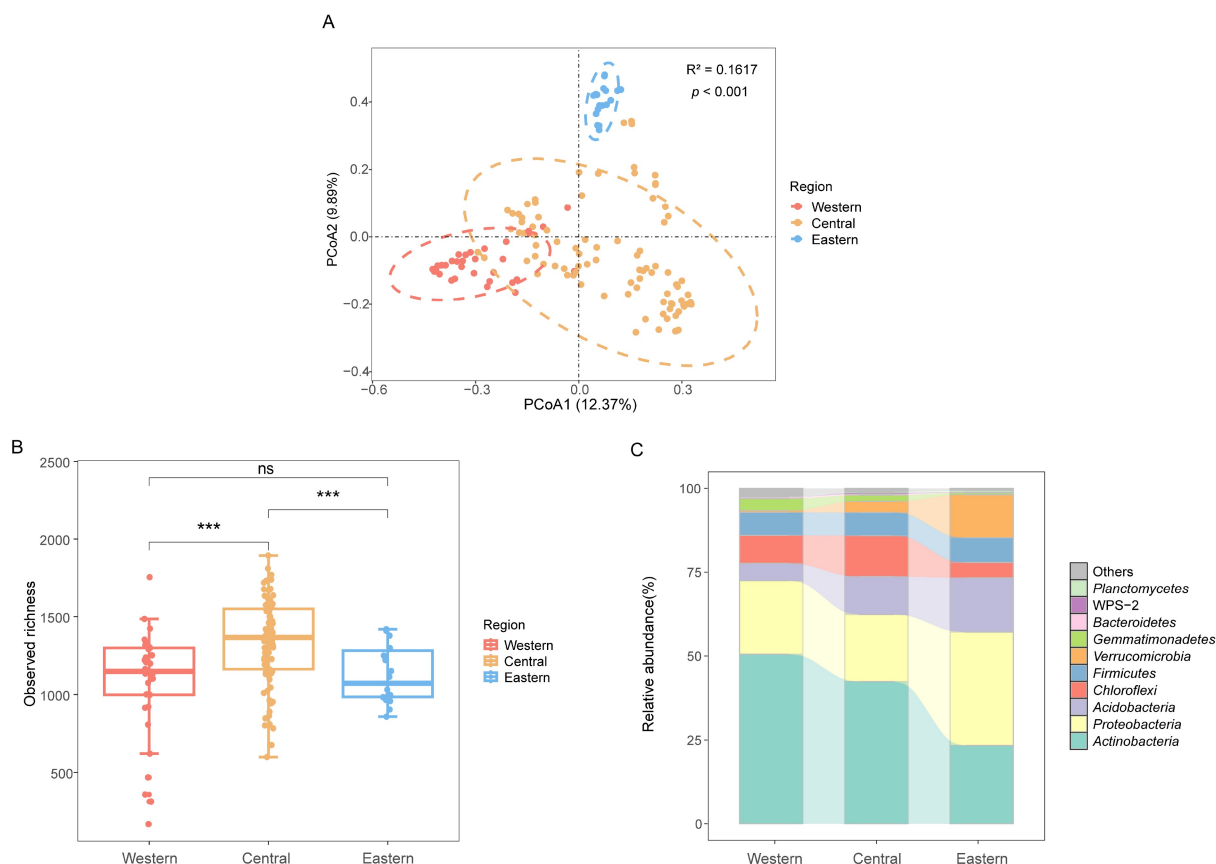 A
R² = 0.1617
p < 0.001
0.4
0.2
0.0
−0.2
−0.4
PCoA2 (9.89%)
−0.6
−0.3
0.0
0.3
PCoA1 (12.37%)
Region
Western
Central
Eastern
B
2500
2000
1500
1000
500
Observed richness
ns
***
***
Western
Central
Eastern
Region
Western
Central
Eastern
C
100
75
50
25
0
Relative abundance(%)
Western
Central
Eastern
Others
Planctomycetes
WPS−2
Bacteroidetes
Gemmatimonadetes
Verrucomicrobia
Firmicutes
Chloroflexi
Acidobacteria
Proteobacteria
Actinobacteria